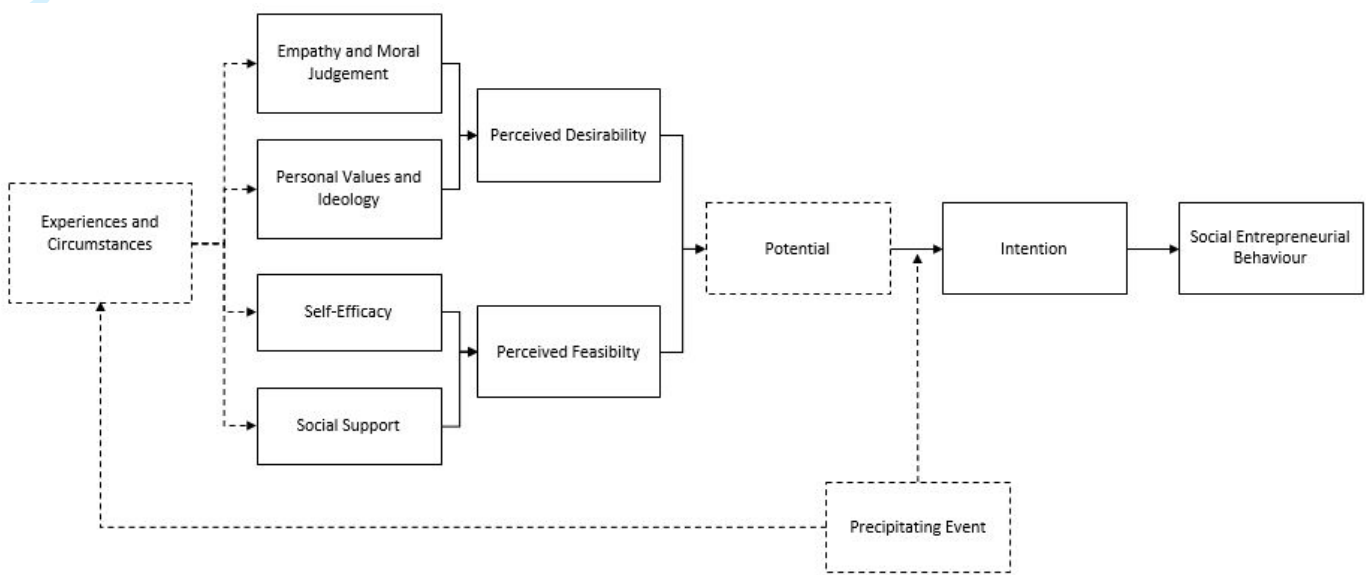 Empathy and Moral
Judgement
Perceived Desirability
Personal Values and
Ideology
Experiences and
Circumstances
Potential
Intention
Social Entrepreneurial
Behaviour
Self-Efficacy
Perceived Feasibilty
Social Support
Precipitating Event